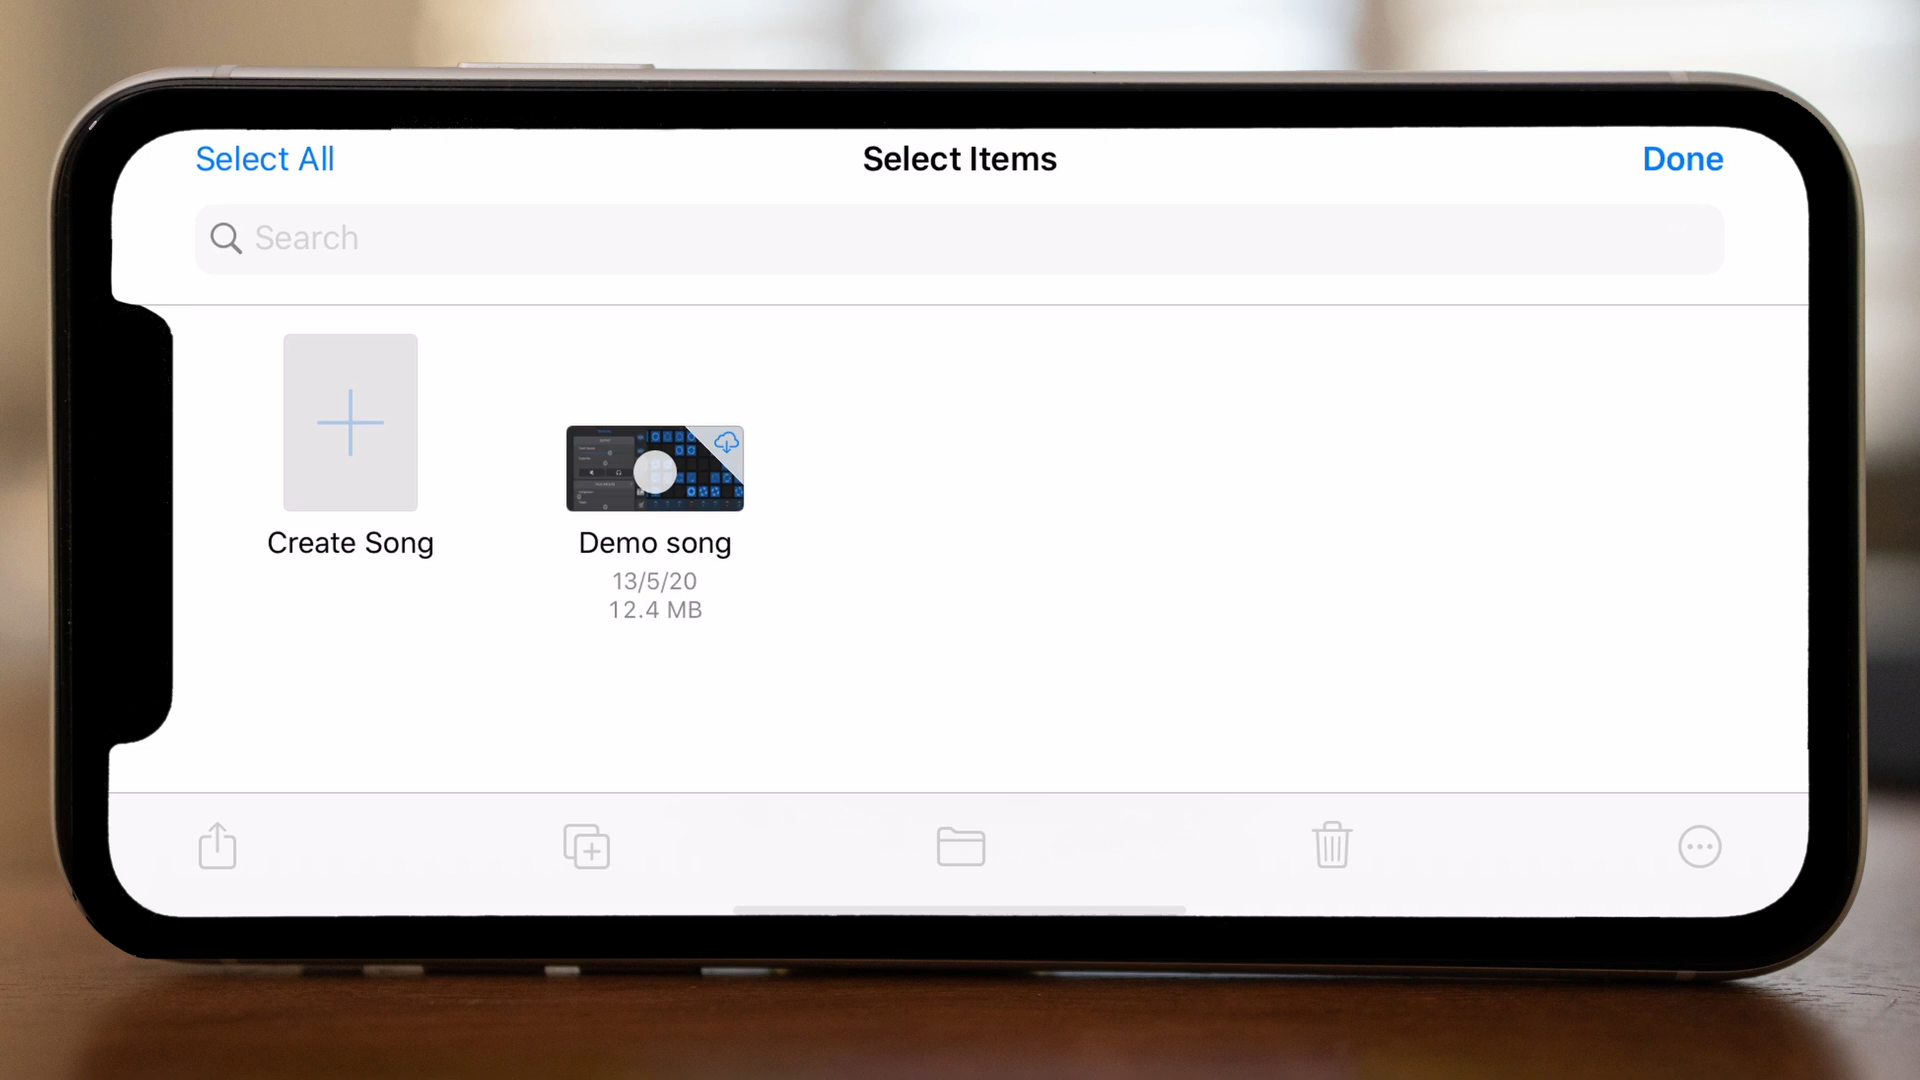 Select All
Select Items
Done
Search
Create Song
Demo song
13/5/20
12.4 MB